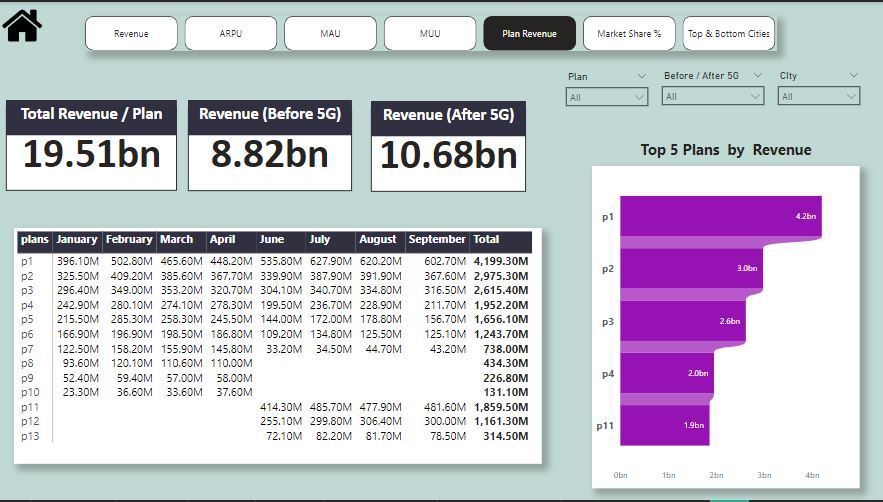 Revenue ARPU MAU MUU Plan Revenue Market Share % Top & Bottom Cities
Plan Before / After 5G CIty
All All All
Total Revenue / Plan Revenue (Before 5G) Revenue (After 5G)
19.51bn 8.82bn 10.68bn
Top 5 Plans by Revenue
plans January February March April June July August September Total
p1 396.10M 502.80M 465.60M 448.20M 535.80M 627.90M 620.20M 602.70M 4,199.30M
p2 325.50M 409.20M 385.60M 367.70M 339.90M 387.90M 391.90M 367.60M 2,975.30M
p3 296.40M 349.00M 353.20M 320.70M 304.10M 340.70M 334.80M 316.50M 2,615.40M
p4 242.90M 280.10M 274.10M 278.30M 199.50M 236.70M 228.90M 211.70M 1,952.20M
p5 215.50M 285.30M 258.30M 245.50M 144.00M 172.00M 178.80M 156.70M 1,656.10M
p6 166.90M 196.90M 198.50M 186.80M 109.20M 134.80M 125.50M 125.10M 1,243.70M
p7 122.50M 158.20M 155.90M 145.80M 33.20M 34.50M 44.70M 43.20M 738.00M
p8 93.60M 120.10M 110.60M 110.00M 434.30M
p9 52.40M 59.40M 57.00M 58.00M 226.80M
p10 23.30M 36.60M 33.60M 37.60M 131.10M
p11 414.30M 485.70M 477.90M 481.60M 1,859.50M
p12 255.10M 299.80M 306.40M 300.00M 1,161.30M
p13 72.10M 82.20M 81.70M 78.50M 314.50M
p1 4.2bn
p2 3.0bn
p3 2.6bn
p4 2.0bn
p11 1.9bn
0bn 1bn 2bn 3bn 4bn